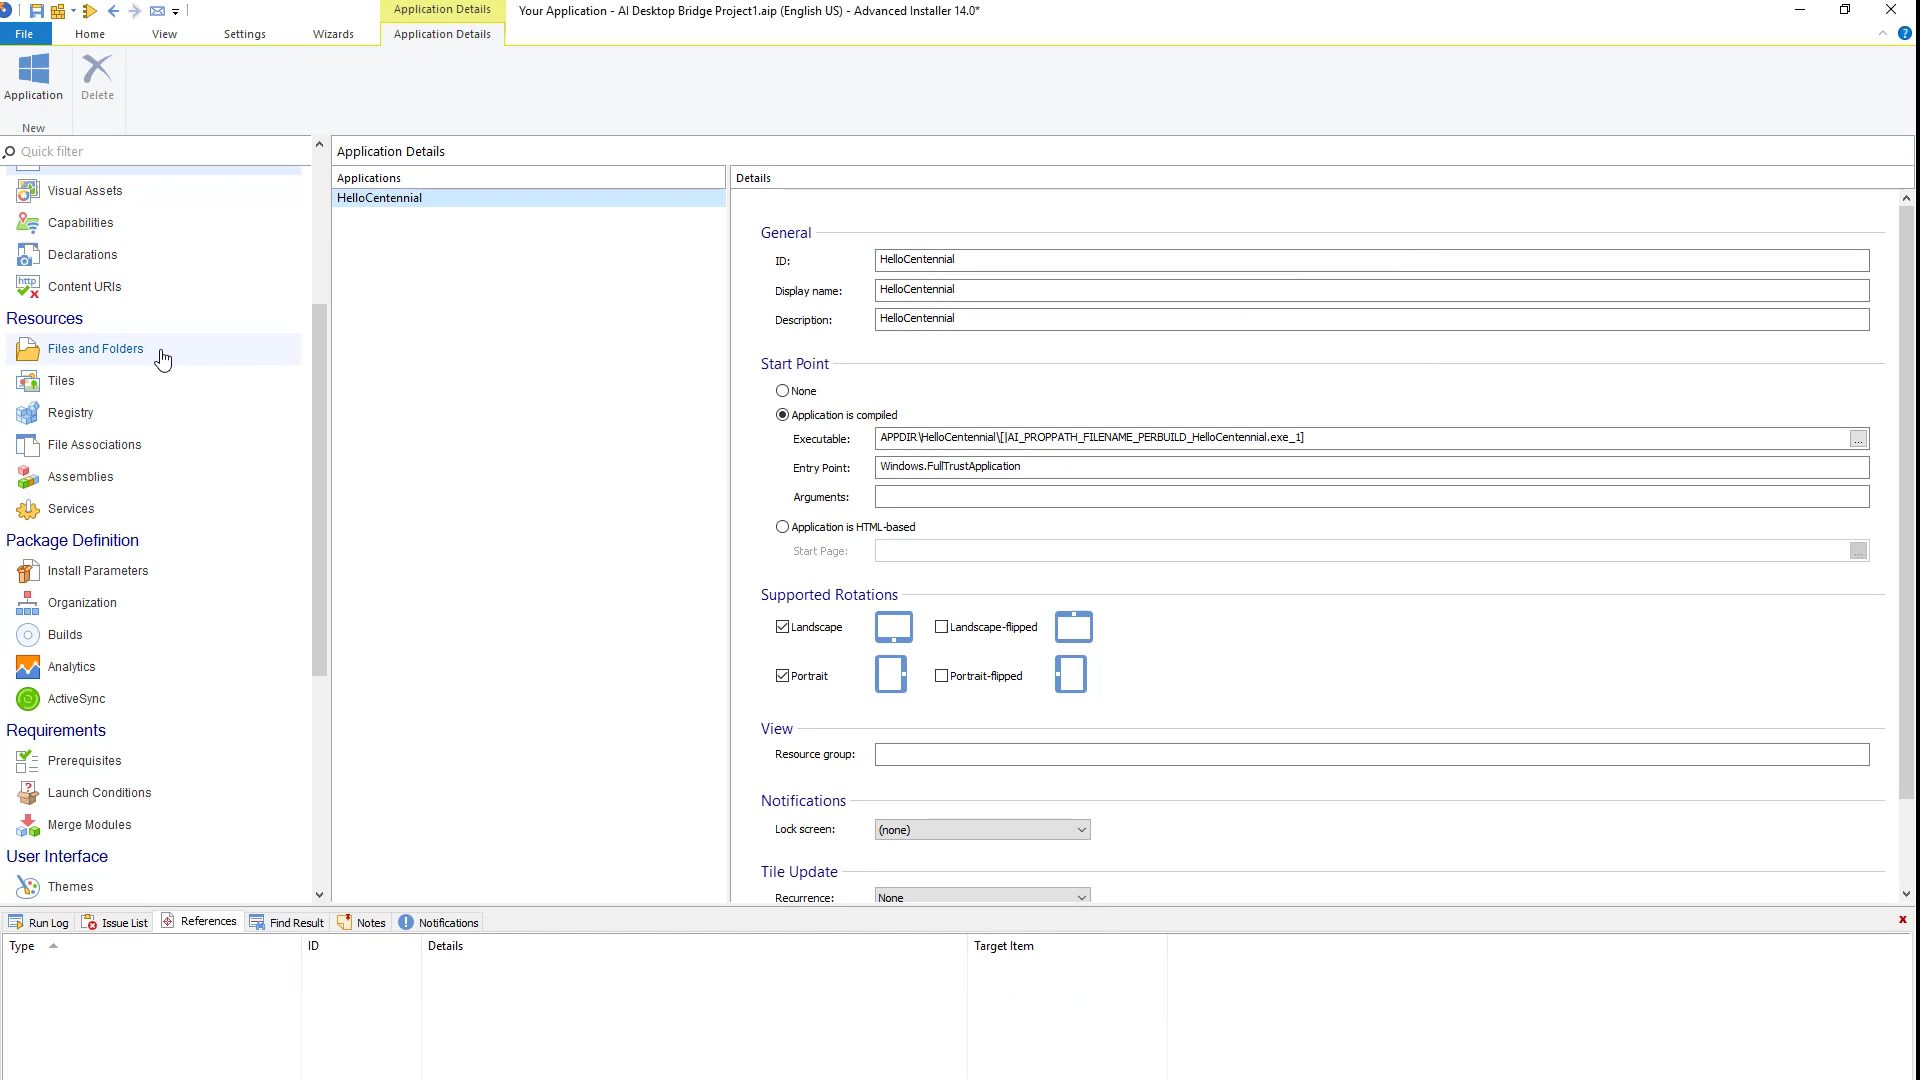 Application Details
Your Application - AI Desktop Bridge Project1.aip (English US) - Advanced Installer 14.0*
File
Home
View
Settings
Wizards
Application Details
?
Application
Delete
New
Quick filter
Visual Assets
Capabilities
Declarations
http
Content URIs
Resources
Files and Folders
Tiles
Registry
File Associations
Assemblies
Services
Package Definition
Install Parameters
Organization
Builds
Analytics
ActiveSync
Requirements
Prerequisites
Launch Conditions
Merge Modules
User Interface
Themes
Application Details
Applications
HelloCentennial
Details
General
ID: HelloCentennial
Display name: HelloCentennial
Description: HelloCentennial
Start Point
None
Application is compiled
Executable: APPDIR\HelloCentennial\[|AI_PROPPATH_FILENAME_PERBUILD_HelloCentennial.exe_1] ...
Entry Point: Windows.FullTrustApplication
Arguments:
Application is HTML-based
Start Page: ...
Supported Rotations
Landscape Landscape-flipped
Portrait Portrait-flipped
View
Resource group:
Notifications
Lock screen: (none)
Tile Update
Recurrence: None
Run Log Issue List References Find Result Notes Notifications x
Type ID Details Target Item